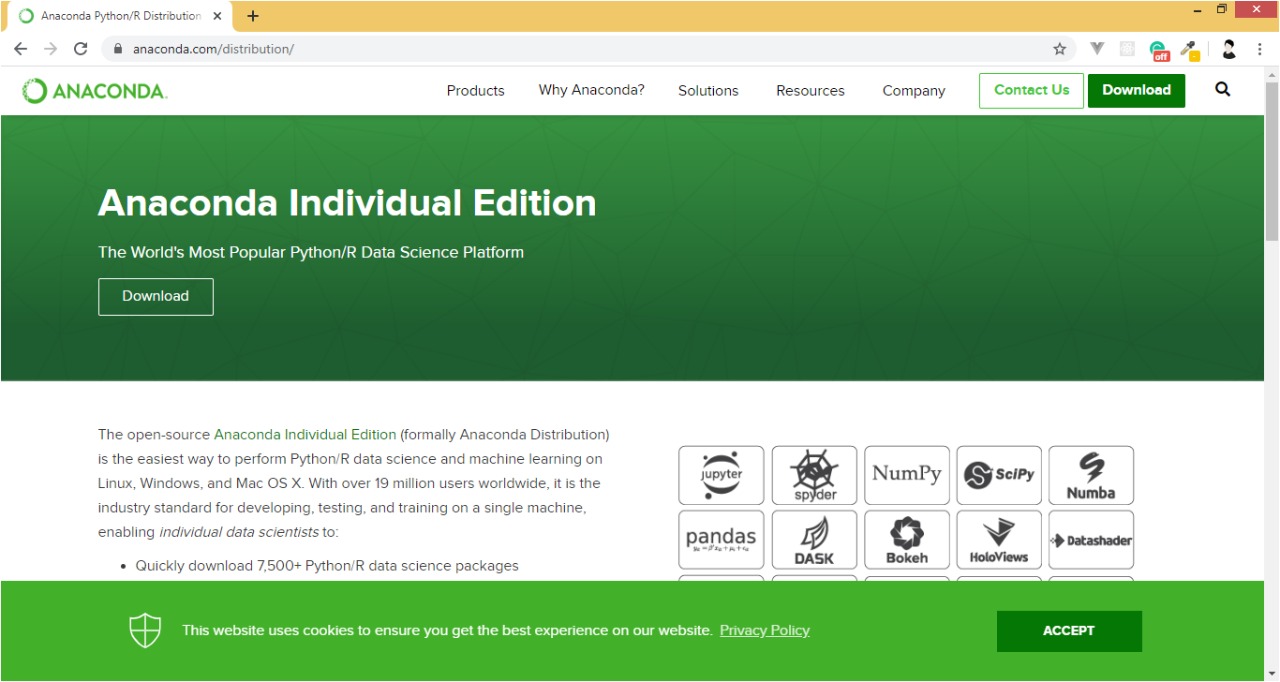 Anaconda Python/R Distribution
anaconda.com/distribution/
off
ANACONDA.
Products Why Anaconda? Solutions Resources Company Contact Us Download
Anaconda Individual Edition
The World's Most Popular Python/R Data Science Platform
Download
The open-source Anaconda Individual Edition (formally Anaconda Distribution)
is the easiest way to perform Python/R data science and machine learning on
Linux, Windows, and Mac OS X. With over 19 million users worldwide, it is the
industry standard for developing, testing, and training on a single machine,
enabling individual data scientists to:
• Quickly download 7,500+ Python/R data science packages
jupyter spyder NumPy SciPy Numba
pandas DASK Bokeh HoloViews Datashader
This website uses cookies to ensure you get the best experience on our website. Privacy Policy
ACCEPT